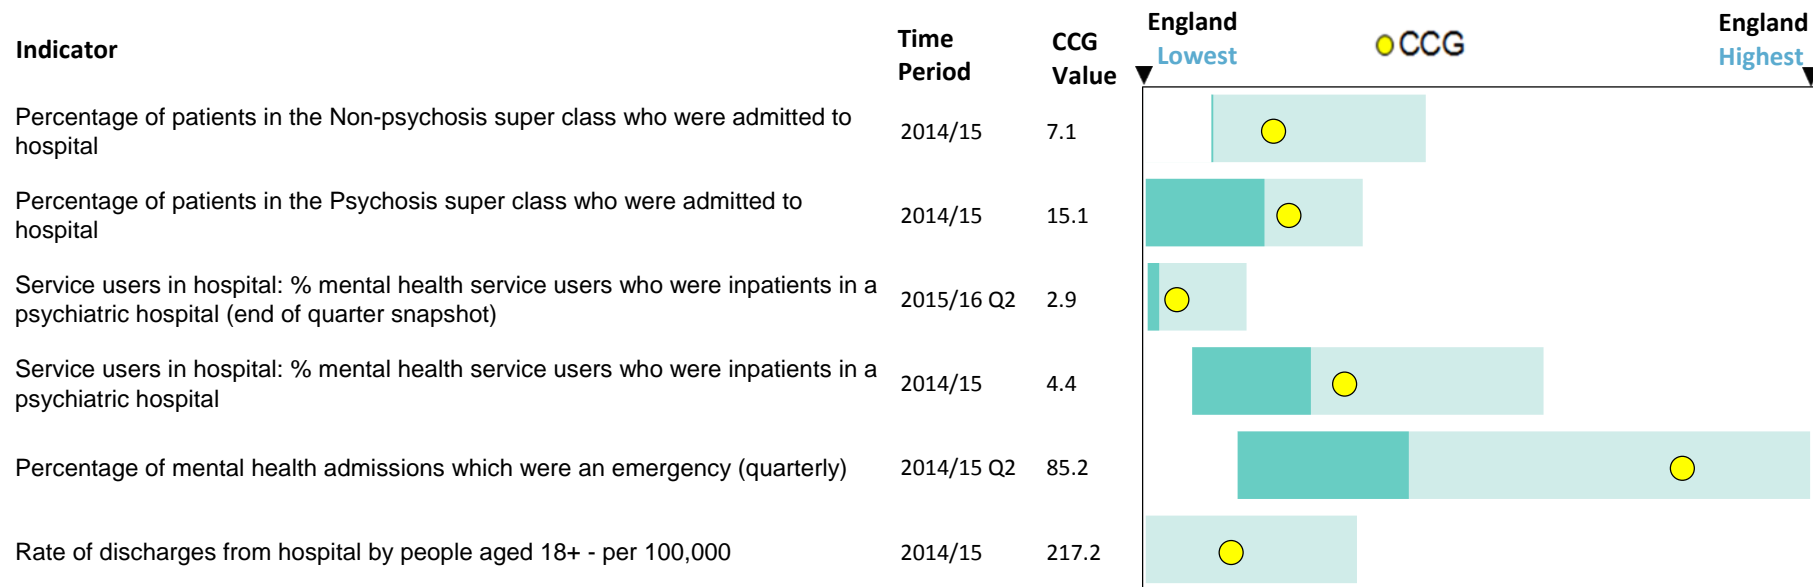 Indicator
Time Period
CCG Value
England Lowest
CCG
England Highest
Percentage of patients in the Non-psychosis super class who were admitted to
hospital
2014/15
7.1
Percentage of patients in the Psychosis super class who were admitted to
hospital
2014/15
15.1
Service users in hospital: % mental health service users who were inpatients in a
psychiatric hospital (end of quarter snapshot)
2015/16 Q2
2.9
Service users in hospital: % mental health service users who were inpatients in a
psychiatric hospital
2014/15
4.4
Percentage of mental health admissions which were an emergency (quarterly)
2014/15 Q2
85.2
Rate of discharges from hospital by people aged 18+ - per 100,000
2014/15
217.2